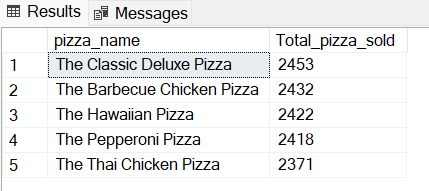 Results Messages
pizza_name Total_pizza_sold
1 The Classic Deluxe Pizza 2453
2 The Barbecue Chicken Pizza 2432
3 The Hawaiian Pizza 2422
4 The Pepperoni Pizza 2418
5 The Thai Chicken Pizza 2371